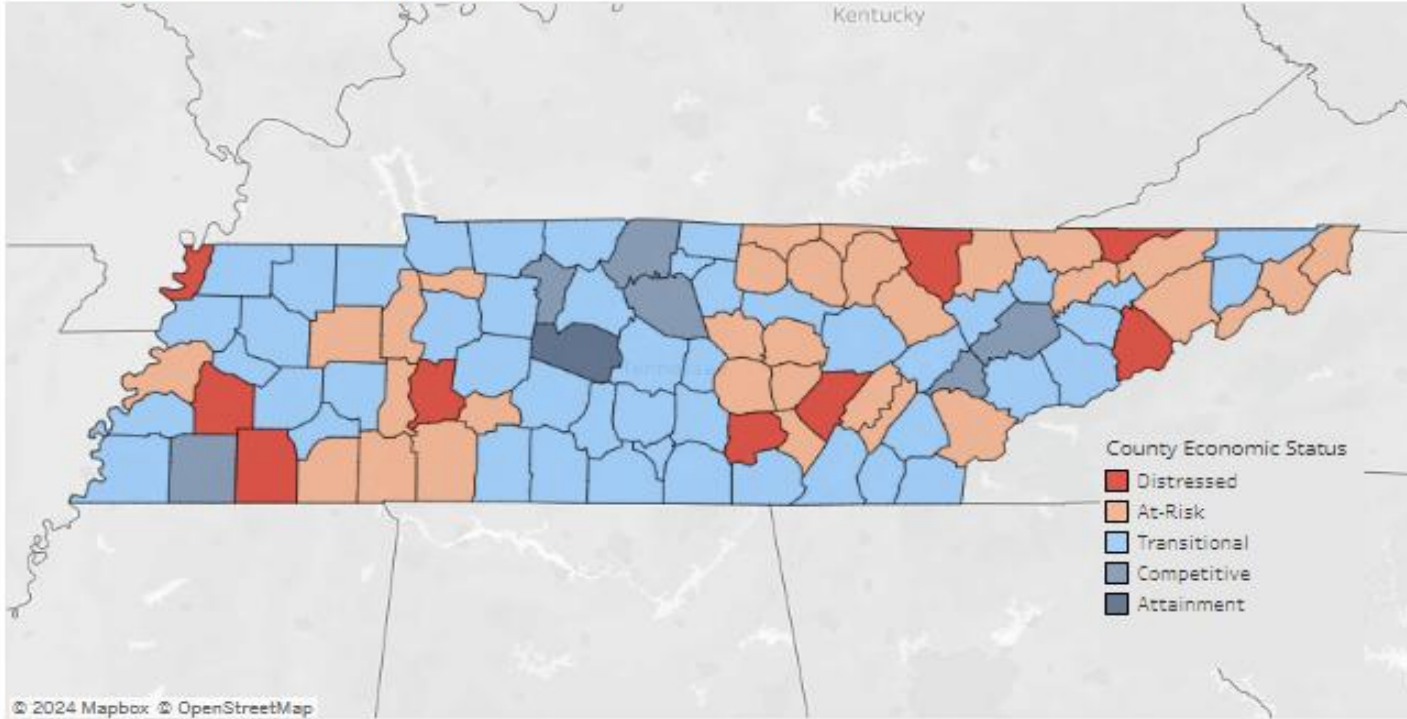 Kentucky
County Economic Status
Distressed
At-Risk
Transitional
Competitive
Attainment
© 2024 Mapbox © OpenStreetMap